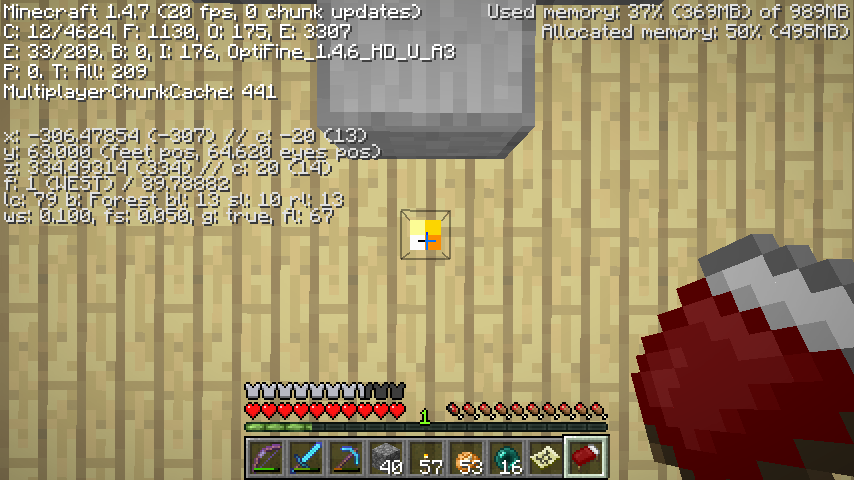 Minecraft 1.4.7 (20 fps, 0 chunk updates)
C: 12/4624, F: 1130, O: 175, E: 3307
E: 33/209, B: 0, I: 176, OptiFine_1.4.6_HD_U_A3
P: 0, T: All: 209
MultiplayerChunkCache: 441
Used memory: 37% (369MB) of 989MB
Allocated memory: 50% (495MB)
x: -306.47854 (-307) // c: -20 (13)
y: 63.000 (feet pos, 64.620 eyes pos)
z: 334.49314 (334) // c: 20 (14)
f: 1 (WEST) / 89.78882
lc: 79 b: Forest bl: 13 sl: 10 rl: 13
ws: 0.100, fs: 0.050, g: true, fl: 67
1
40 57 53 16